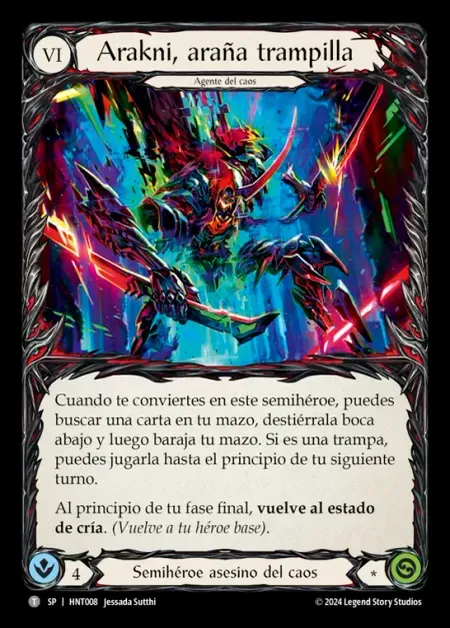 VI
Arakni, araña trampilla
Agente del caos
Cuando te conviertes en este semihéroe, puedes
buscar una carta en tu mazo, destiérrala boca
abajo y luego baraja tu mazo. Si es una trampa,
puedes jugarla hasta el principio de tu siguiente
turno.
Al principio de tu fase final, vuelve al estado
de cría. (Vuelve a tu héroe base).
4
Semihéroe asesino del caos
*
T SP | HNT008 Jessada Sutthi
© 2024 Legend Story Studios